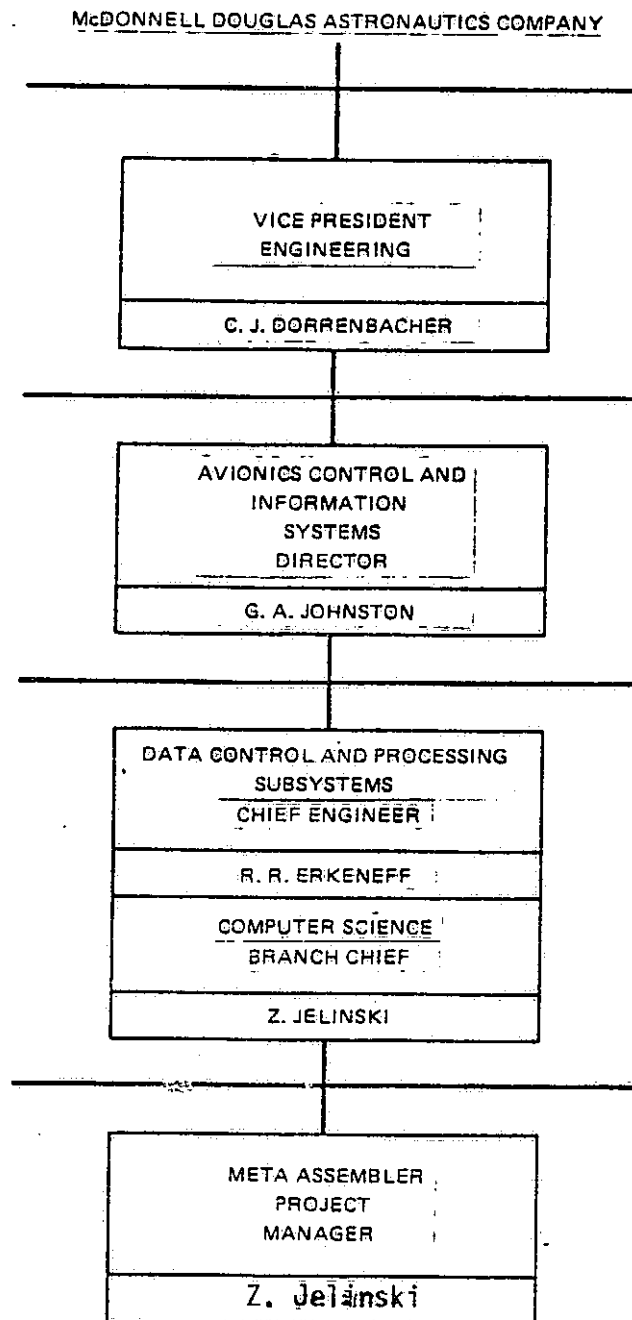 McDONNELL DOUGLAS ASTRONAUTICS COMPANY
VICE PRESIDENT
ENGINEERING
C. J. DORRENBACHER
AVIONICS CONTROL AND
INFORMATION
SYSTEMS
DIRECTOR
G. A. JOHNSTON
DATA CONTROL AND PROCESSING
SUBSYSTEMS
CHIEF ENGINEER
R. R. ERKENEFF
COMPUTER SCIENCE
BRANCH CHIEF
Z. JELINSKI
META ASSEMBLER
PROJECT
MANAGER
Z. Jelinski